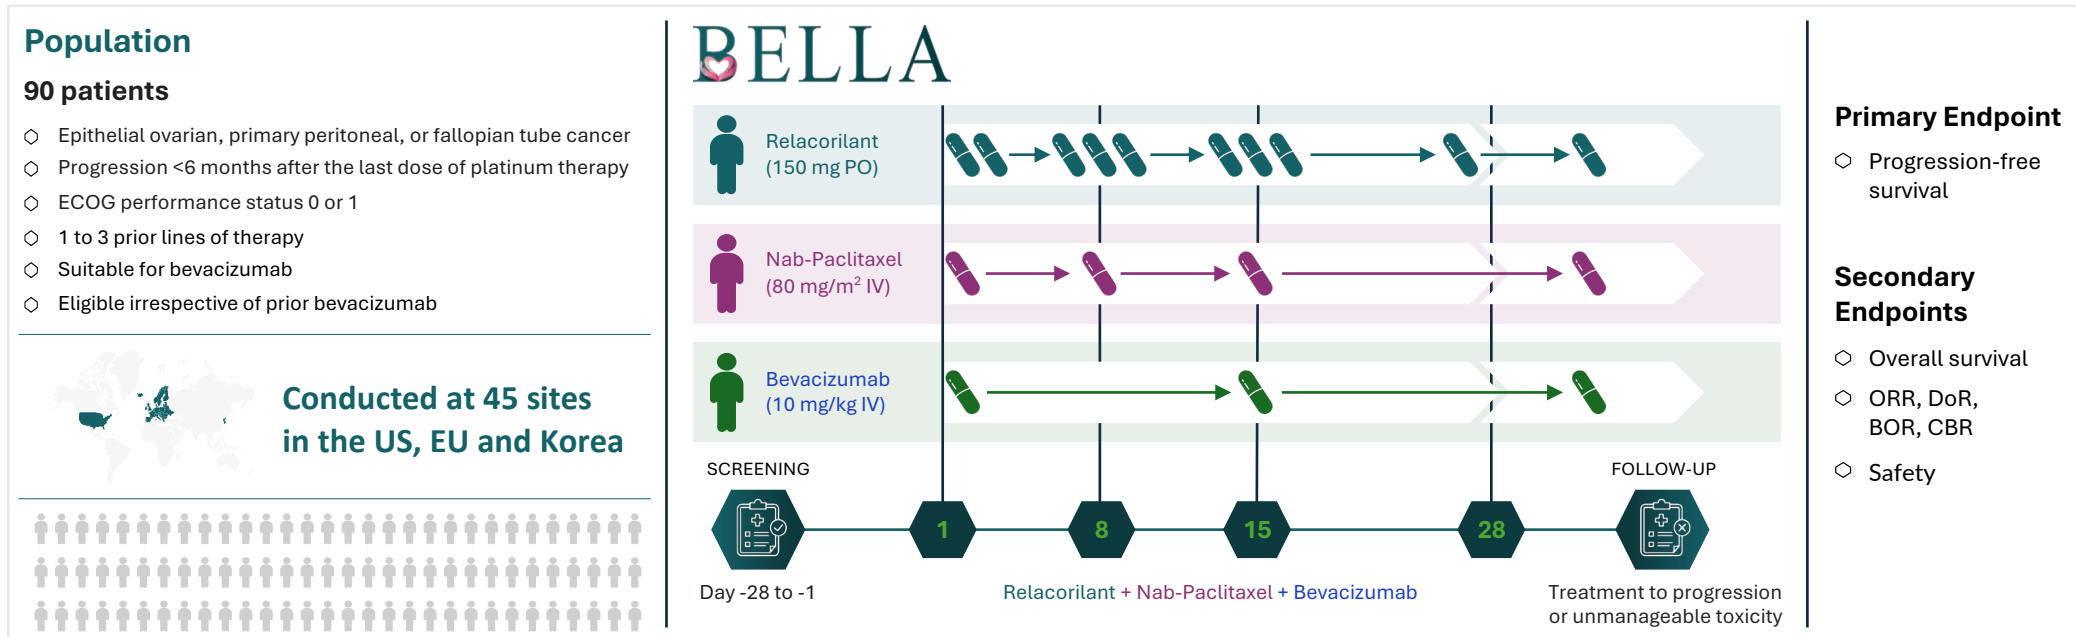 Population
90 patients
Epithelial ovarian, primary peritoneal, or fallopian tube cancer
Progression <6 months after the last dose of platinum therapy
ECOG performance status 0 or 1
1 to 3 prior lines of therapy
Suitable for bevacizumab
Eligible irrespective of prior bevacizumab
Conducted at 45 sites
in the US, EU and Korea
BELLA
Relacorilant
(150 mg PO)
Nab-Paclitaxel
(80 mg/m² IV)
Bevacizumab
(10 mg/kg IV)
SCREENING
FOLLOW-UP
1
8
15
28
Day -28 to -1
Relacorilant + Nab-Paclitaxel + Bevacizumab
Treatment to progression
or unmanageable toxicity
Primary Endpoint
Progression-free
survival
Secondary
Endpoints
Overall survival
ORR, DoR,
BOR, CBR
Safety